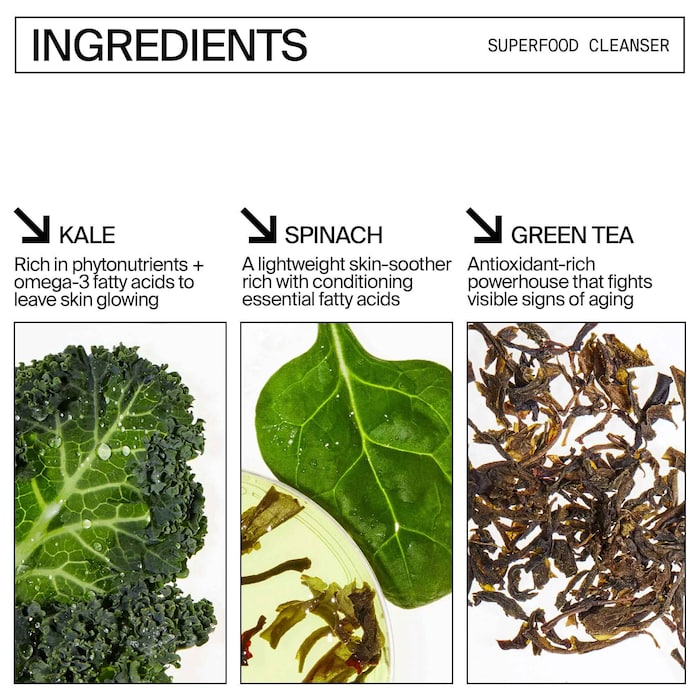 INGREDIENTS
SUPERFOOD CLEANSER
KALE
Rich in phytonutrients +
omega-3 fatty acids to
leave skin glowing
SPINACH
A lightweight skin-soother
rich with conditioning
essential fatty acids
GREEN TEA
Antioxidant-rich
powerhouse that fights
visible signs of aging